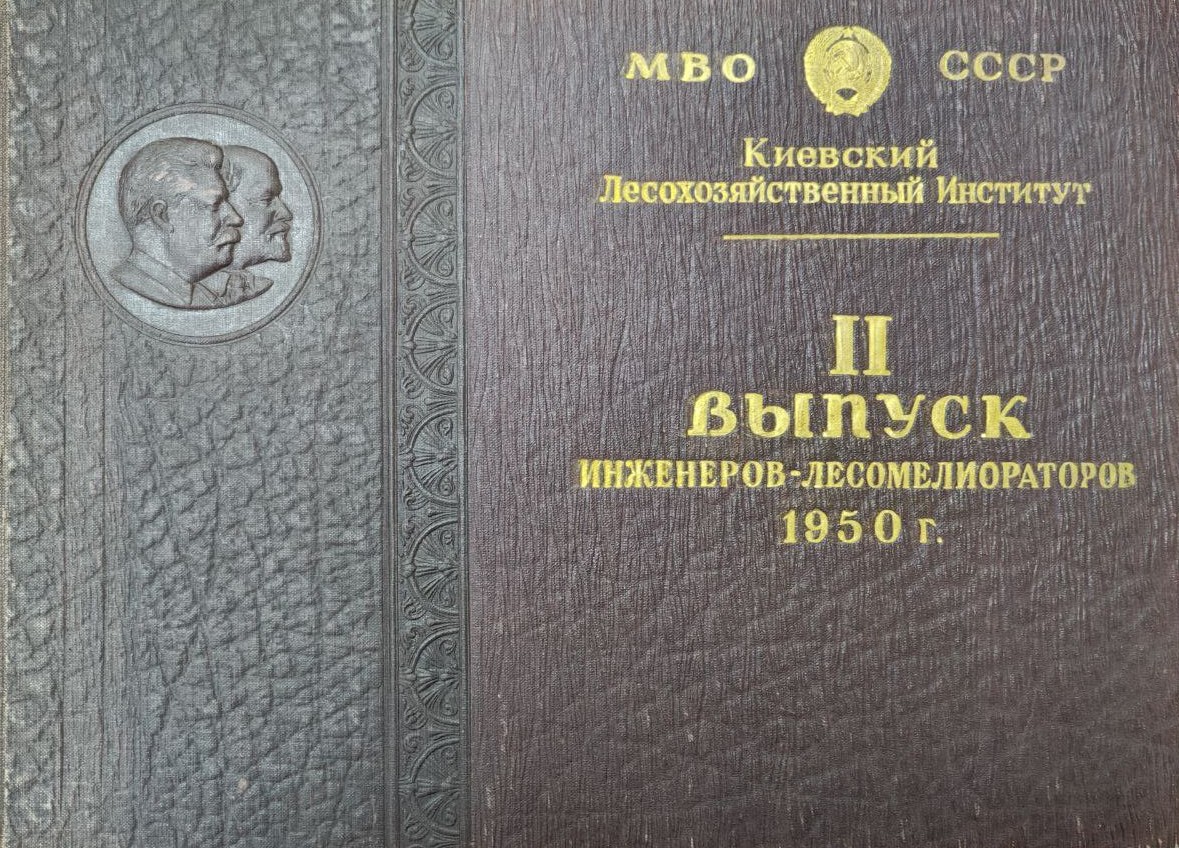 МВО СССР
Киевский
Лесохозяйственный Институт
II
ВЫПУСК
ИНЖЕНЕРОВ-ЛЕСОМЕЛИОРАТОРОВ
1950 г.